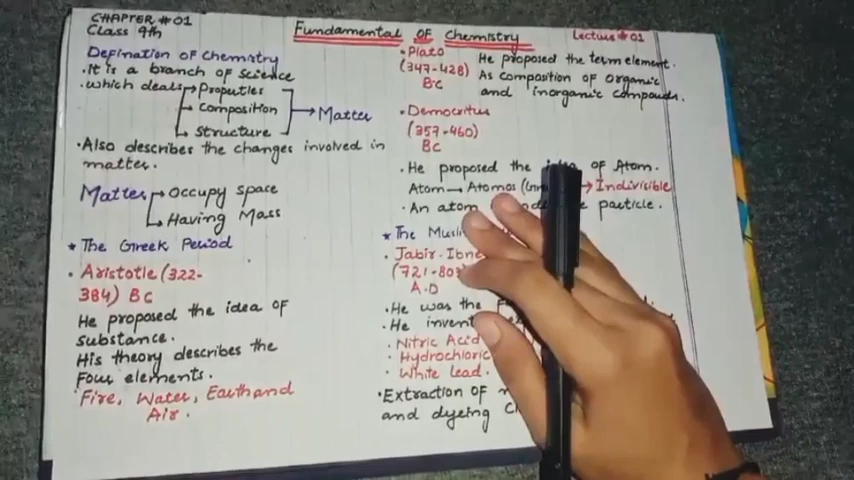 CHAPTER # 01
Class 9th
Fundamental OF Chemistry
Lecture # 01
Defination of Chemistry
• It is a branch of science
• which deals → Properties
→ Composition
→ Structure
→ Matter
• Also describes the changes involved in
matter.
Matter → Occupy space
→ Having Mass
* The Greek Period
• Aristotle (322-
384) BC
He proposed the idea of
substance.
His theory describes the
Four elements.
Fire, Water, Earth and
Air.
• Plato
(347-428)
BC
He proposed the term element.
As composition of organic
and inorganic compounds.
• Democritus
(357-460)
BC
• He proposed the idea of Atom.
Atom → Atomos → Indivisible
• An atom particle.
* The
• Jabir-Ibne
(721-803)
A.D
• He was the
• He
• Nitric Acid
• Hydrochloric
• White Lead.
• Extraction of
and dyeing